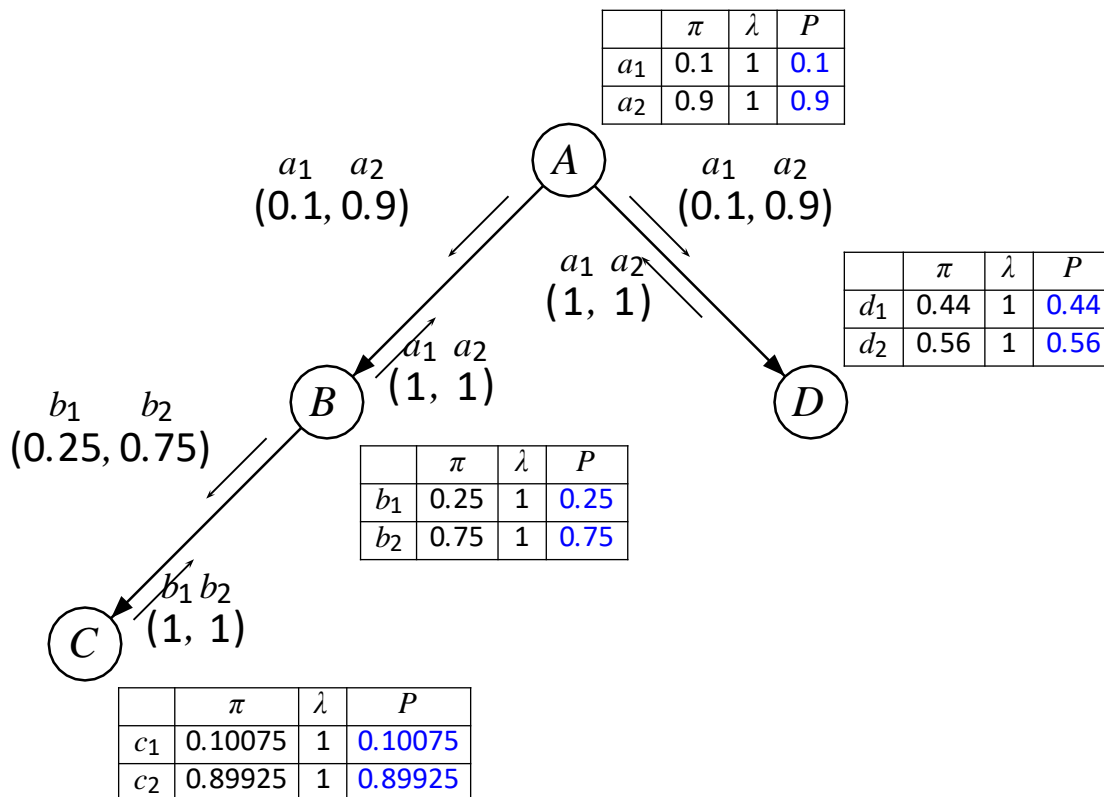 π λ P
a1 0.1 1 0.1
a2 0.9 1 0.9
A
a1 a2
(0.1, 0.9)
a1 a2
(0.1, 0.9)
a1 a2
(1, 1)
π λ P
d1 0.44 1 0.44
d2 0.56 1 0.56
a1 a2
(1, 1)
B
D
b1 b2
(0.25, 0.75)
π λ P
b1 0.25 1 0.25
b2 0.75 1 0.75
b1 b2
(1, 1)
C
π λ P
c1 0.10075 1 0.10075
c2 0.89925 1 0.89925